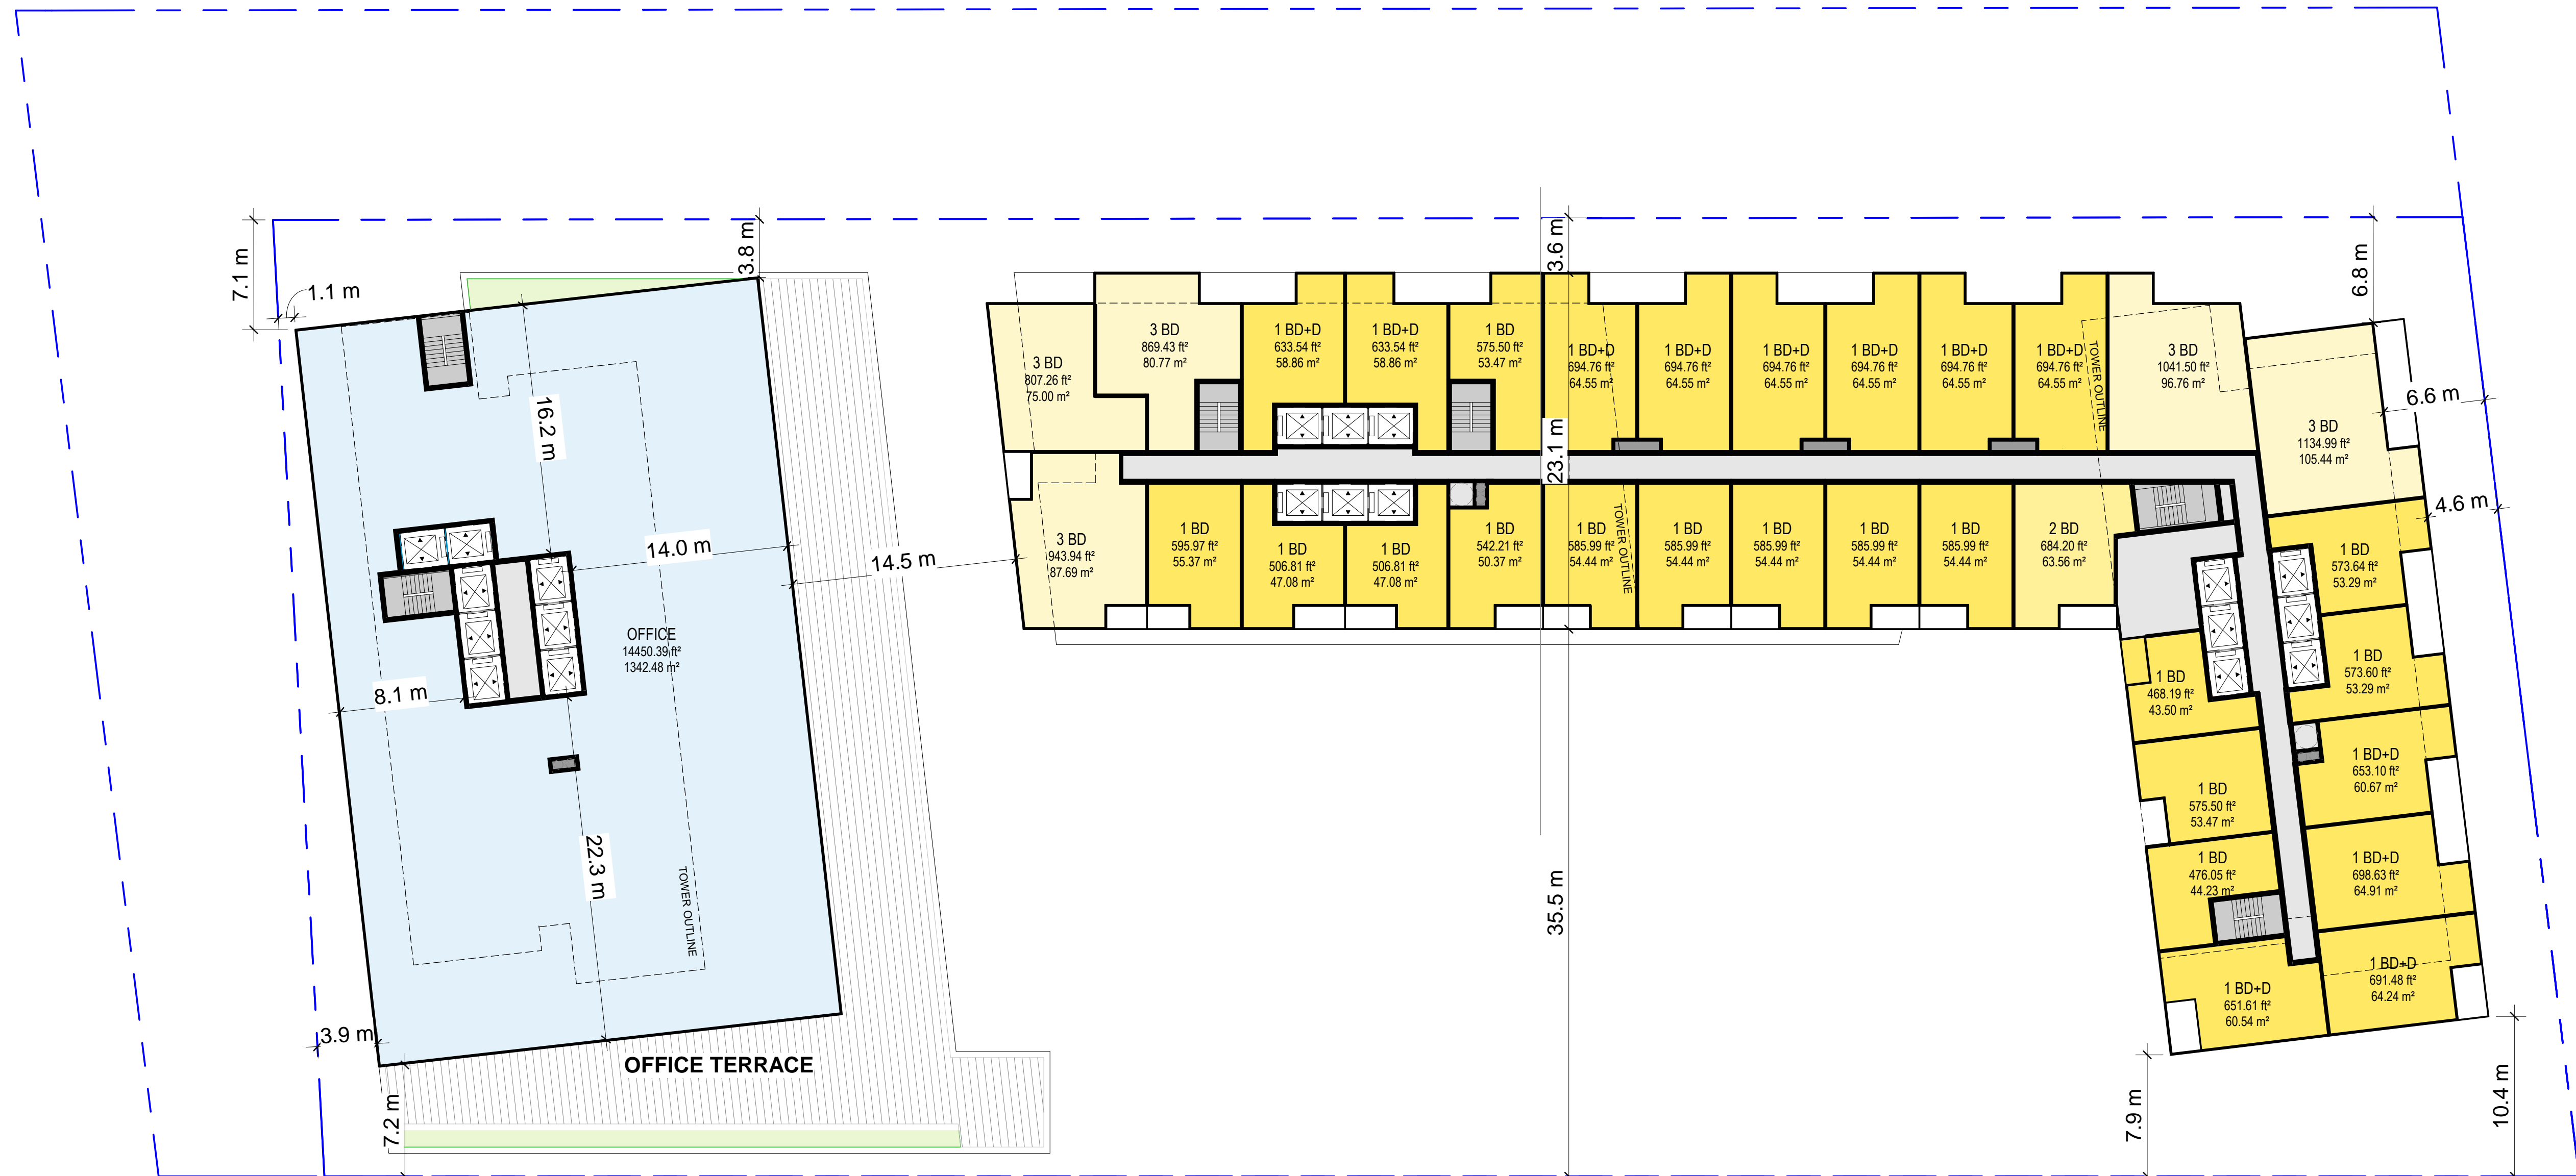 7.1 m
1.1 m
3.8 m
16.2 m
14.0 m
14.5 m
8.1 m
OFFICE
14450.39 ft²
1342.48 m²
22.3 m
TOWER OUTLINE
3.9 m
OFFICE TERRACE
7.2 m
3 BD
807.26 ft²
75.00 m²
3 BD
869.43 ft²
80.77 m²
1 BD+D
633.54 ft²
58.86 m²
1 BD+D
633.54 ft²
58.86 m²
1 BD
575.50 ft²
53.47 m²
3.6 m
1 BD+D
694.76 ft²
64.55 m²
1 BD+D
694.76 ft²
64.55 m²
1 BD+D
694.76 ft²
64.55 m²
1 BD+D
694.76 ft²
64.55 m²
1 BD+D
694.76 ft²
64.55 m²
1 BD+D
694.76 ft²
64.55 m²
TOWER OUTLINE
3 BD
1041.50 ft²
96.76 m²
6.8 m
6.6 m
3 BD
1134.99 ft²
105.44 m²
4.6 m
23.1 m
3 BD
943.94 ft²
87.69 m²
1 BD
595.97 ft²
55.37 m²
1 BD
506.81 ft²
47.08 m²
1 BD
506.81 ft²
47.08 m²
1 BD
542.21 ft²
50.37 m²
1 BD
585.99 ft²
54.44 m²
TOWER OUTLINE
1 BD
585.99 ft²
54.44 m²
1 BD
585.99 ft²
54.44 m²
1 BD
585.99 ft²
54.44 m²
1 BD
585.99 ft²
54.44 m²
2 BD
684.20 ft²
63.56 m²
1 BD
573.64 ft²
53.29 m²
1 BD
573.60 ft²
53.29 m²
1 BD
468.19 ft²
43.50 m²
1 BD+D
653.10 ft²
60.67 m²
1 BD
575.50 ft²
53.47 m²
1 BD
476.05 ft²
44.23 m²
1 BD+D
698.63 ft²
64.91 m²
1 BD+D
651.61 ft²
60.54 m²
1 BD+D
691.48 ft²
64.24 m²
35.5 m
7.9 m
10.4 m